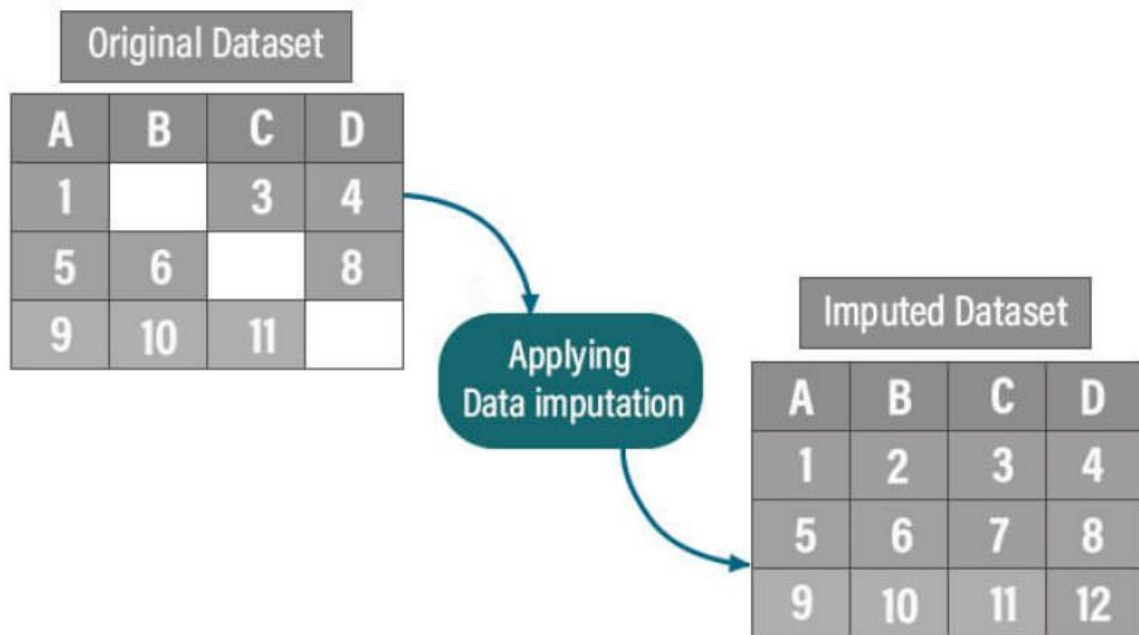 Original Dataset
A B C D
1 3 4
5 6 8
9 10 11
Applying
Data imputation
Imputed Dataset
A B C D
1 2 3 4
5 6 7 8
9 10 11 12